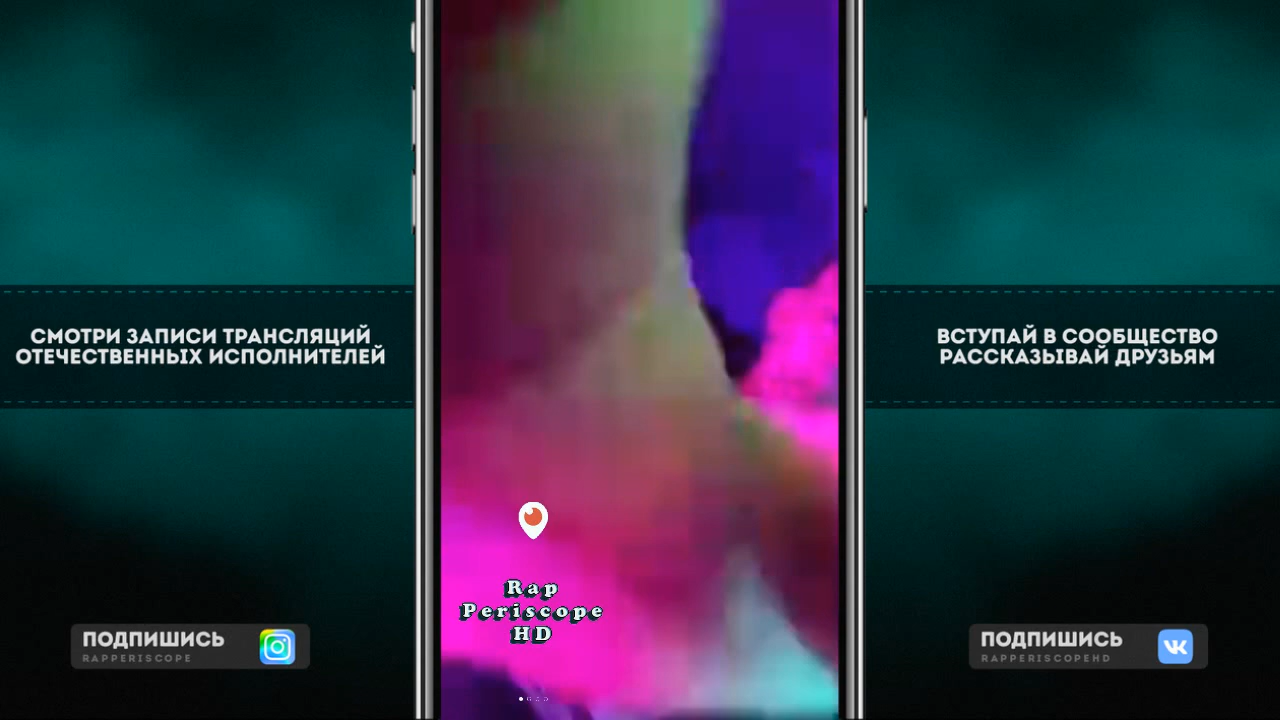 СМОТРИ ЗАПИСИ ТРАНСЛЯЦИЙ
ОТЕЧЕСТВЕННЫХ ИСПОЛНИТЕЛЕЙ
ВСТУПАЙ В СООБЩЕСТВО
РАССКАЗЫВАЙ ДРУЗЬЯМ
Rap
Periscope
HD
ПОДПИШИСЬ
RAPPERISCOPE
ПОДПИШИСЬ
RAPPERISCOPEHD